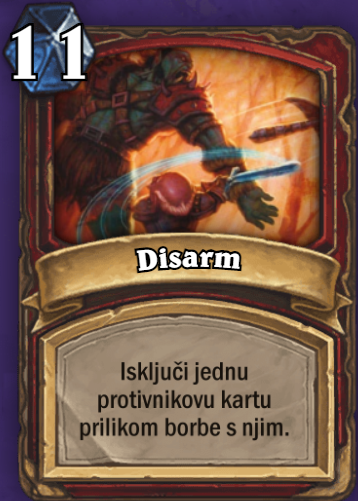 11
Disarm
Isključi jednu
protivnikovu kartu
prilikom borbe s njim.